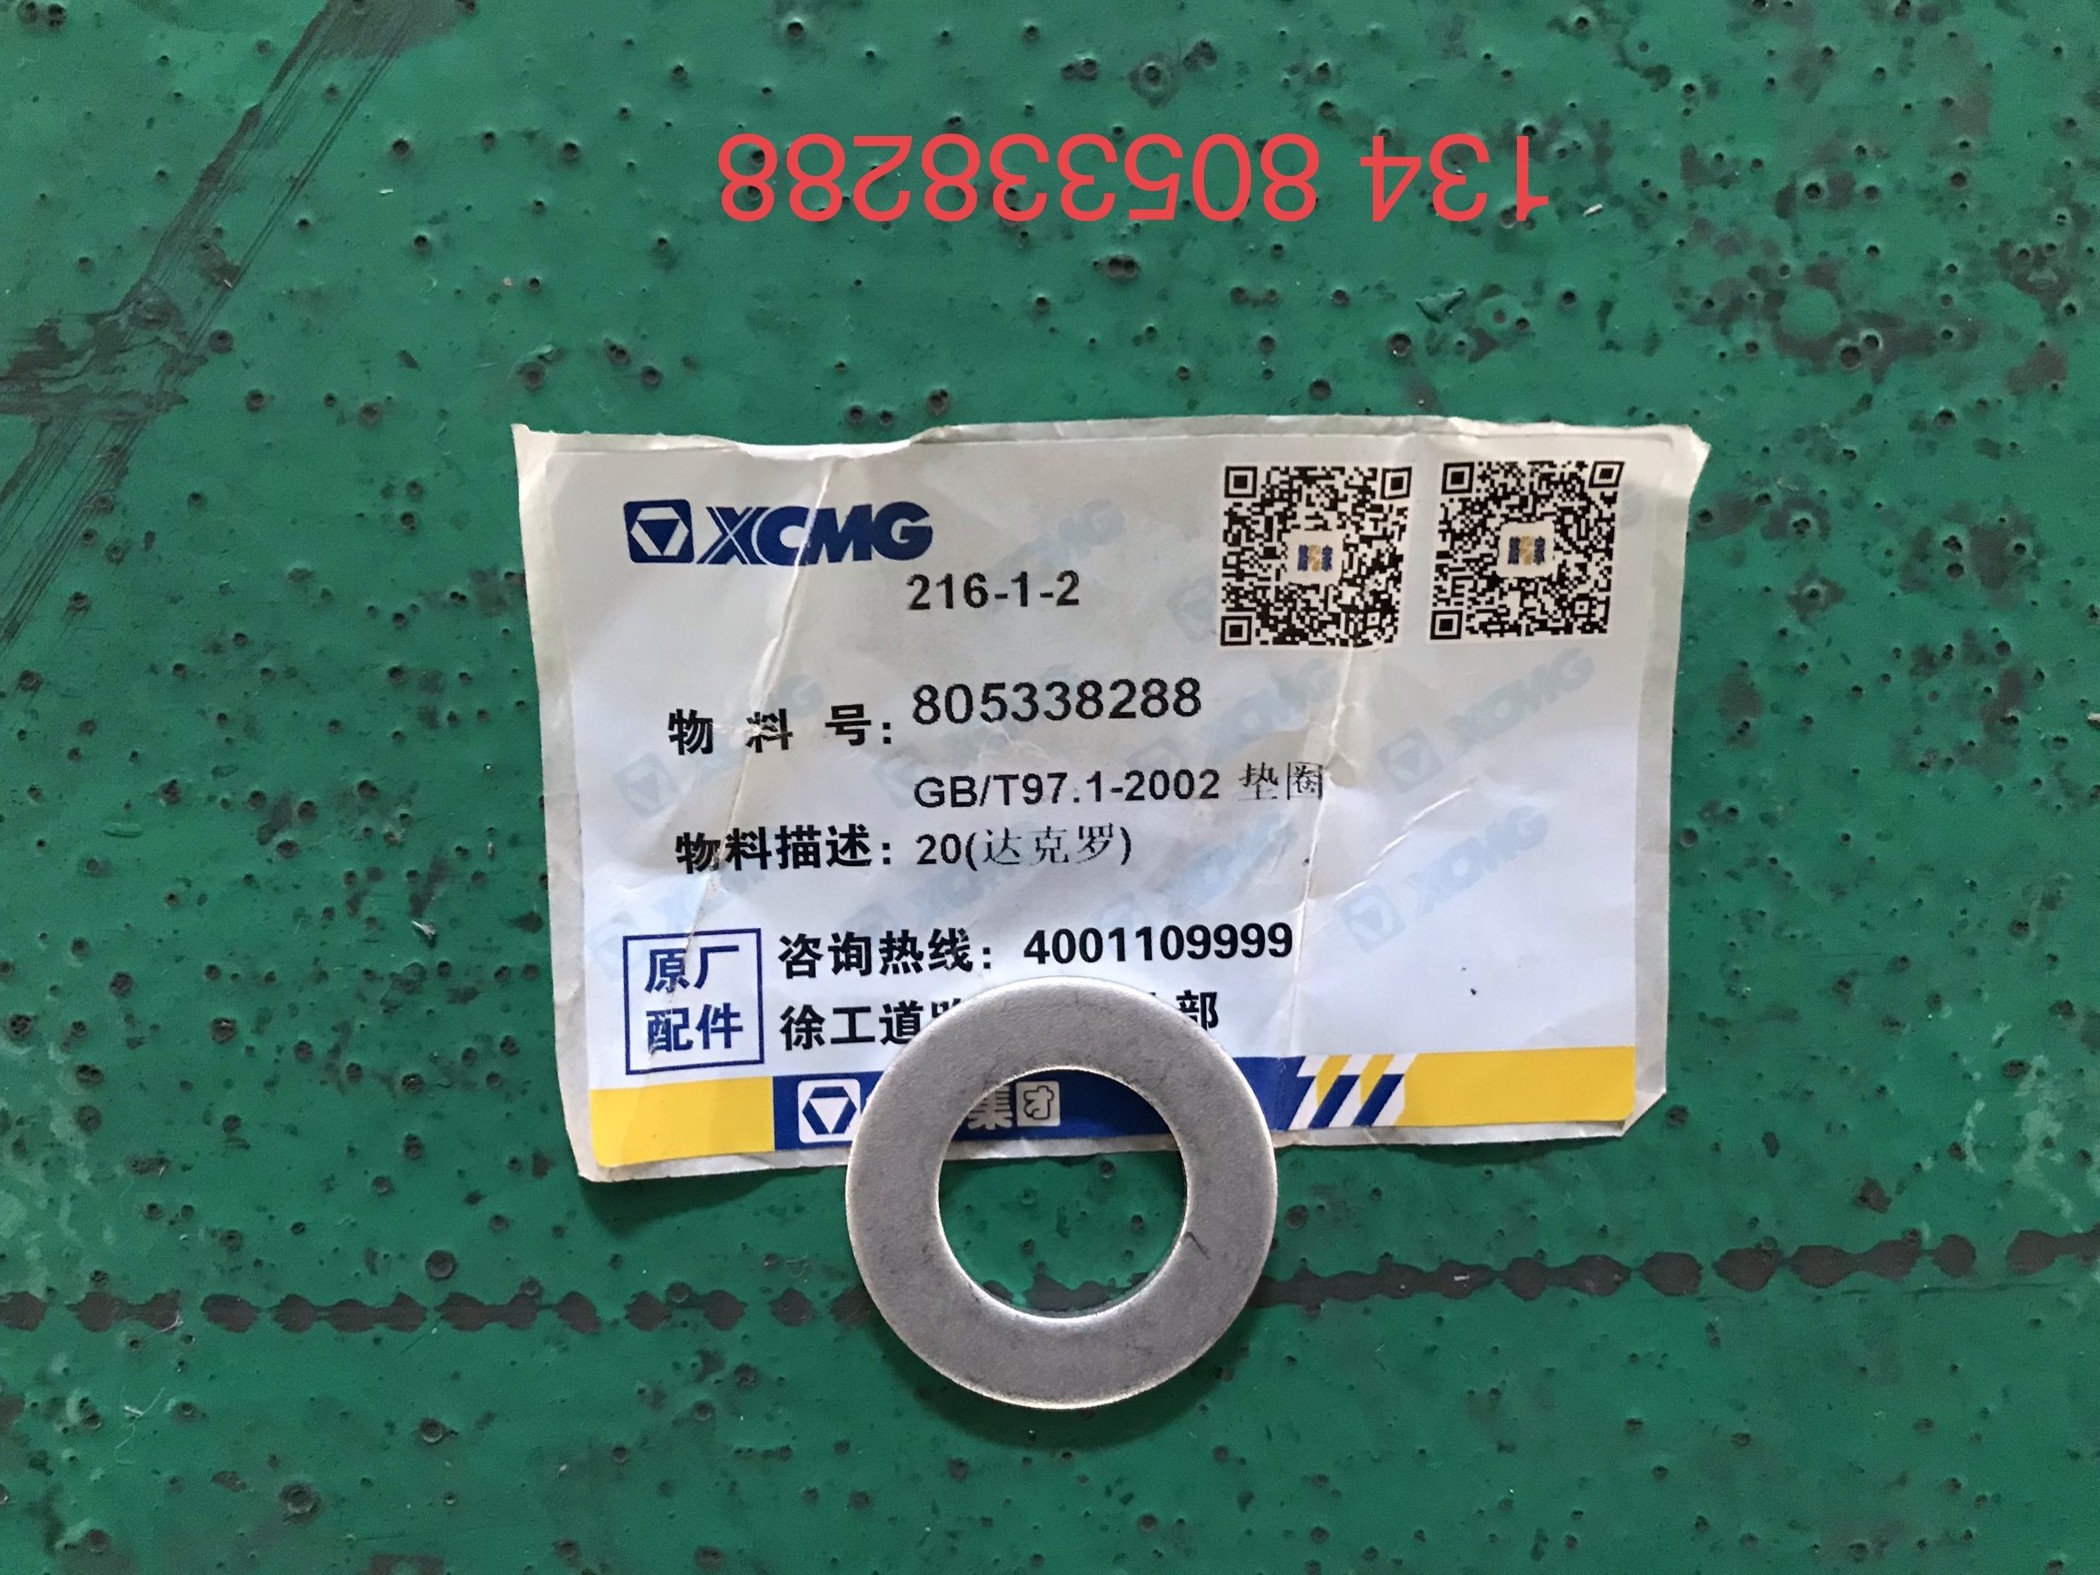 134 805338288
XCMG
216-1-2
物 料 号: 805338288
GB/T97.1-2002 垫圈
物料描述: 20(达克罗)
原厂
配件
咨询热线: 4001109999
徐工道 部
集团